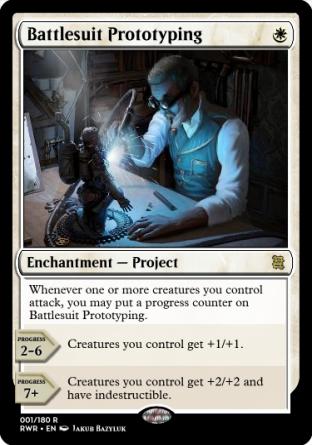 Battlesuit Prototyping
Enchantment — Project
Whenever one or more creatures you control
attack, you may put a progress counter on
Battlesuit Prototyping.
PROGRESS
2-6
Creatures you control get +1/+1.
PROGRESS
7+
Creatures you control get +2/+2 and
have indestructible.
001/180 R
RWR • EN Jakub Bazyluk